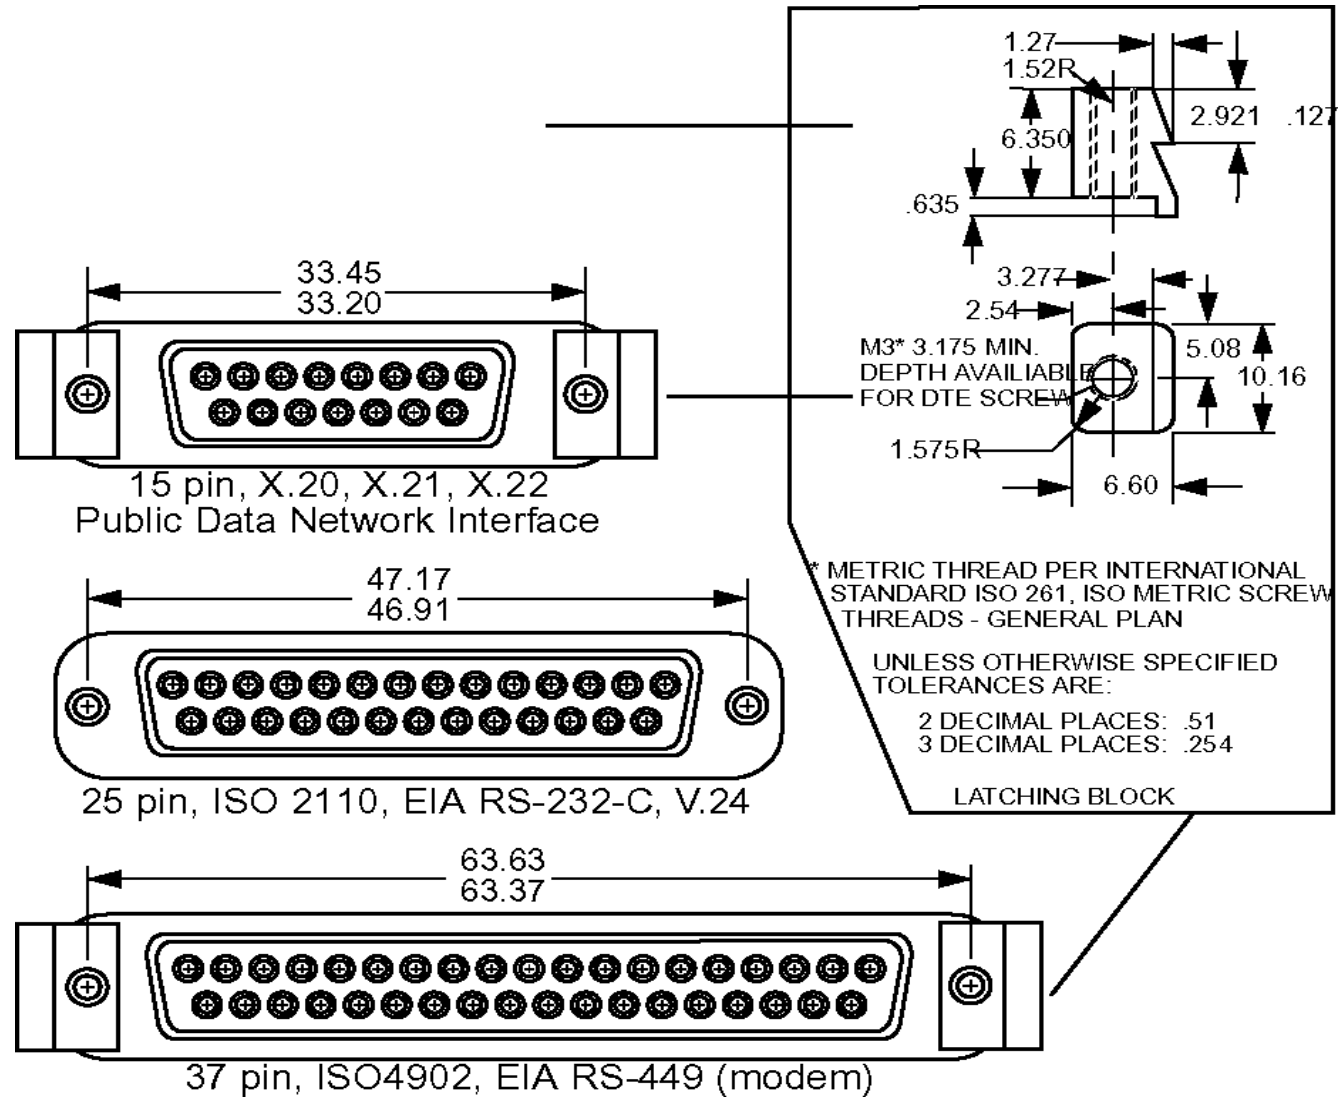 1.27
1.52R
2.921 .127
6.350
.635
3.277
2.54
M3* 3.175 MIN.
DEPTH AVAILIABLE
FOR DTE SCREW
5.08
10.16
1.575R
6.60
* METRIC THREAD PER INTERNATIONAL
STANDARD ISO 261, ISO METRIC SCREW
THREADS - GENERAL PLAN
UNLESS OTHERWISE SPECIFIED
TOLERANCES ARE:
2 DECIMAL PLACES: .51
3 DECIMAL PLACES: .254
LATCHING BLOCK
33.45
33.20
15 pin, X.20, X.21, X.22
Public Data Network Interface
47.17
46.91
25 pin, ISO 2110, EIA RS-232-C, V.24
63.63
63.37
37 pin, ISO4902, EIA RS-449 (modem)